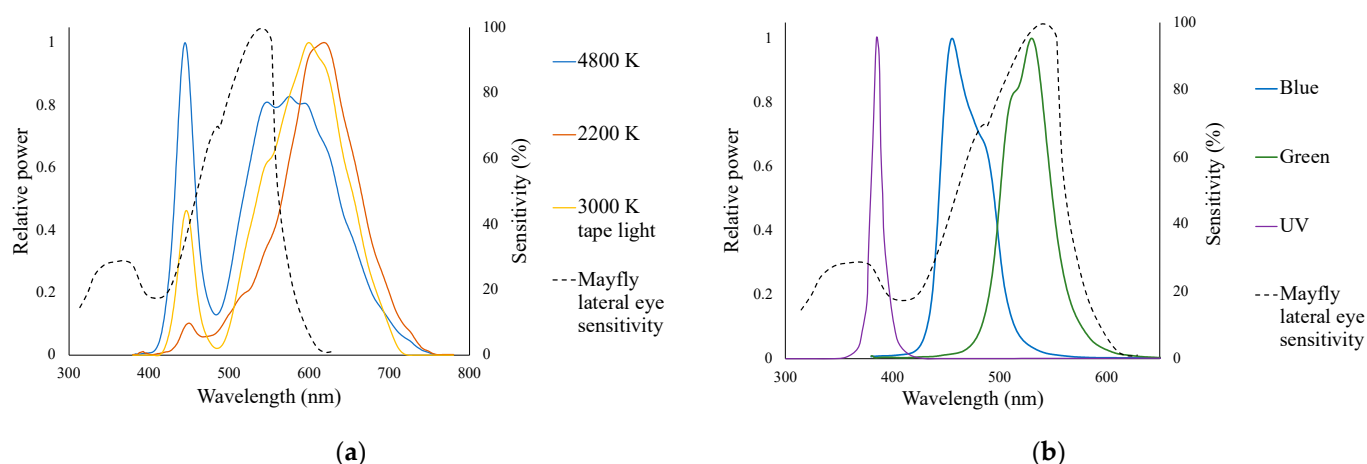 1
0.8
0.6
0.4
0.2
0
Relative power
300 400 500 600 700 800
Wavelength (nm)
100
80
60
40
20
0
Sensitivity (%)
4800 K
2200 K
3000 K
tape light
Mayfly
lateral eye
sensitivity
(a)
1
0.8
0.6
0.4
0.2
0
Relative power
300 400 500 600
Wavelength (nm)
100
80
60
40
20
0
Sensitivity (%)
Blue
Green
UV
Mayfly
lateral eye
sensitivity
(b)